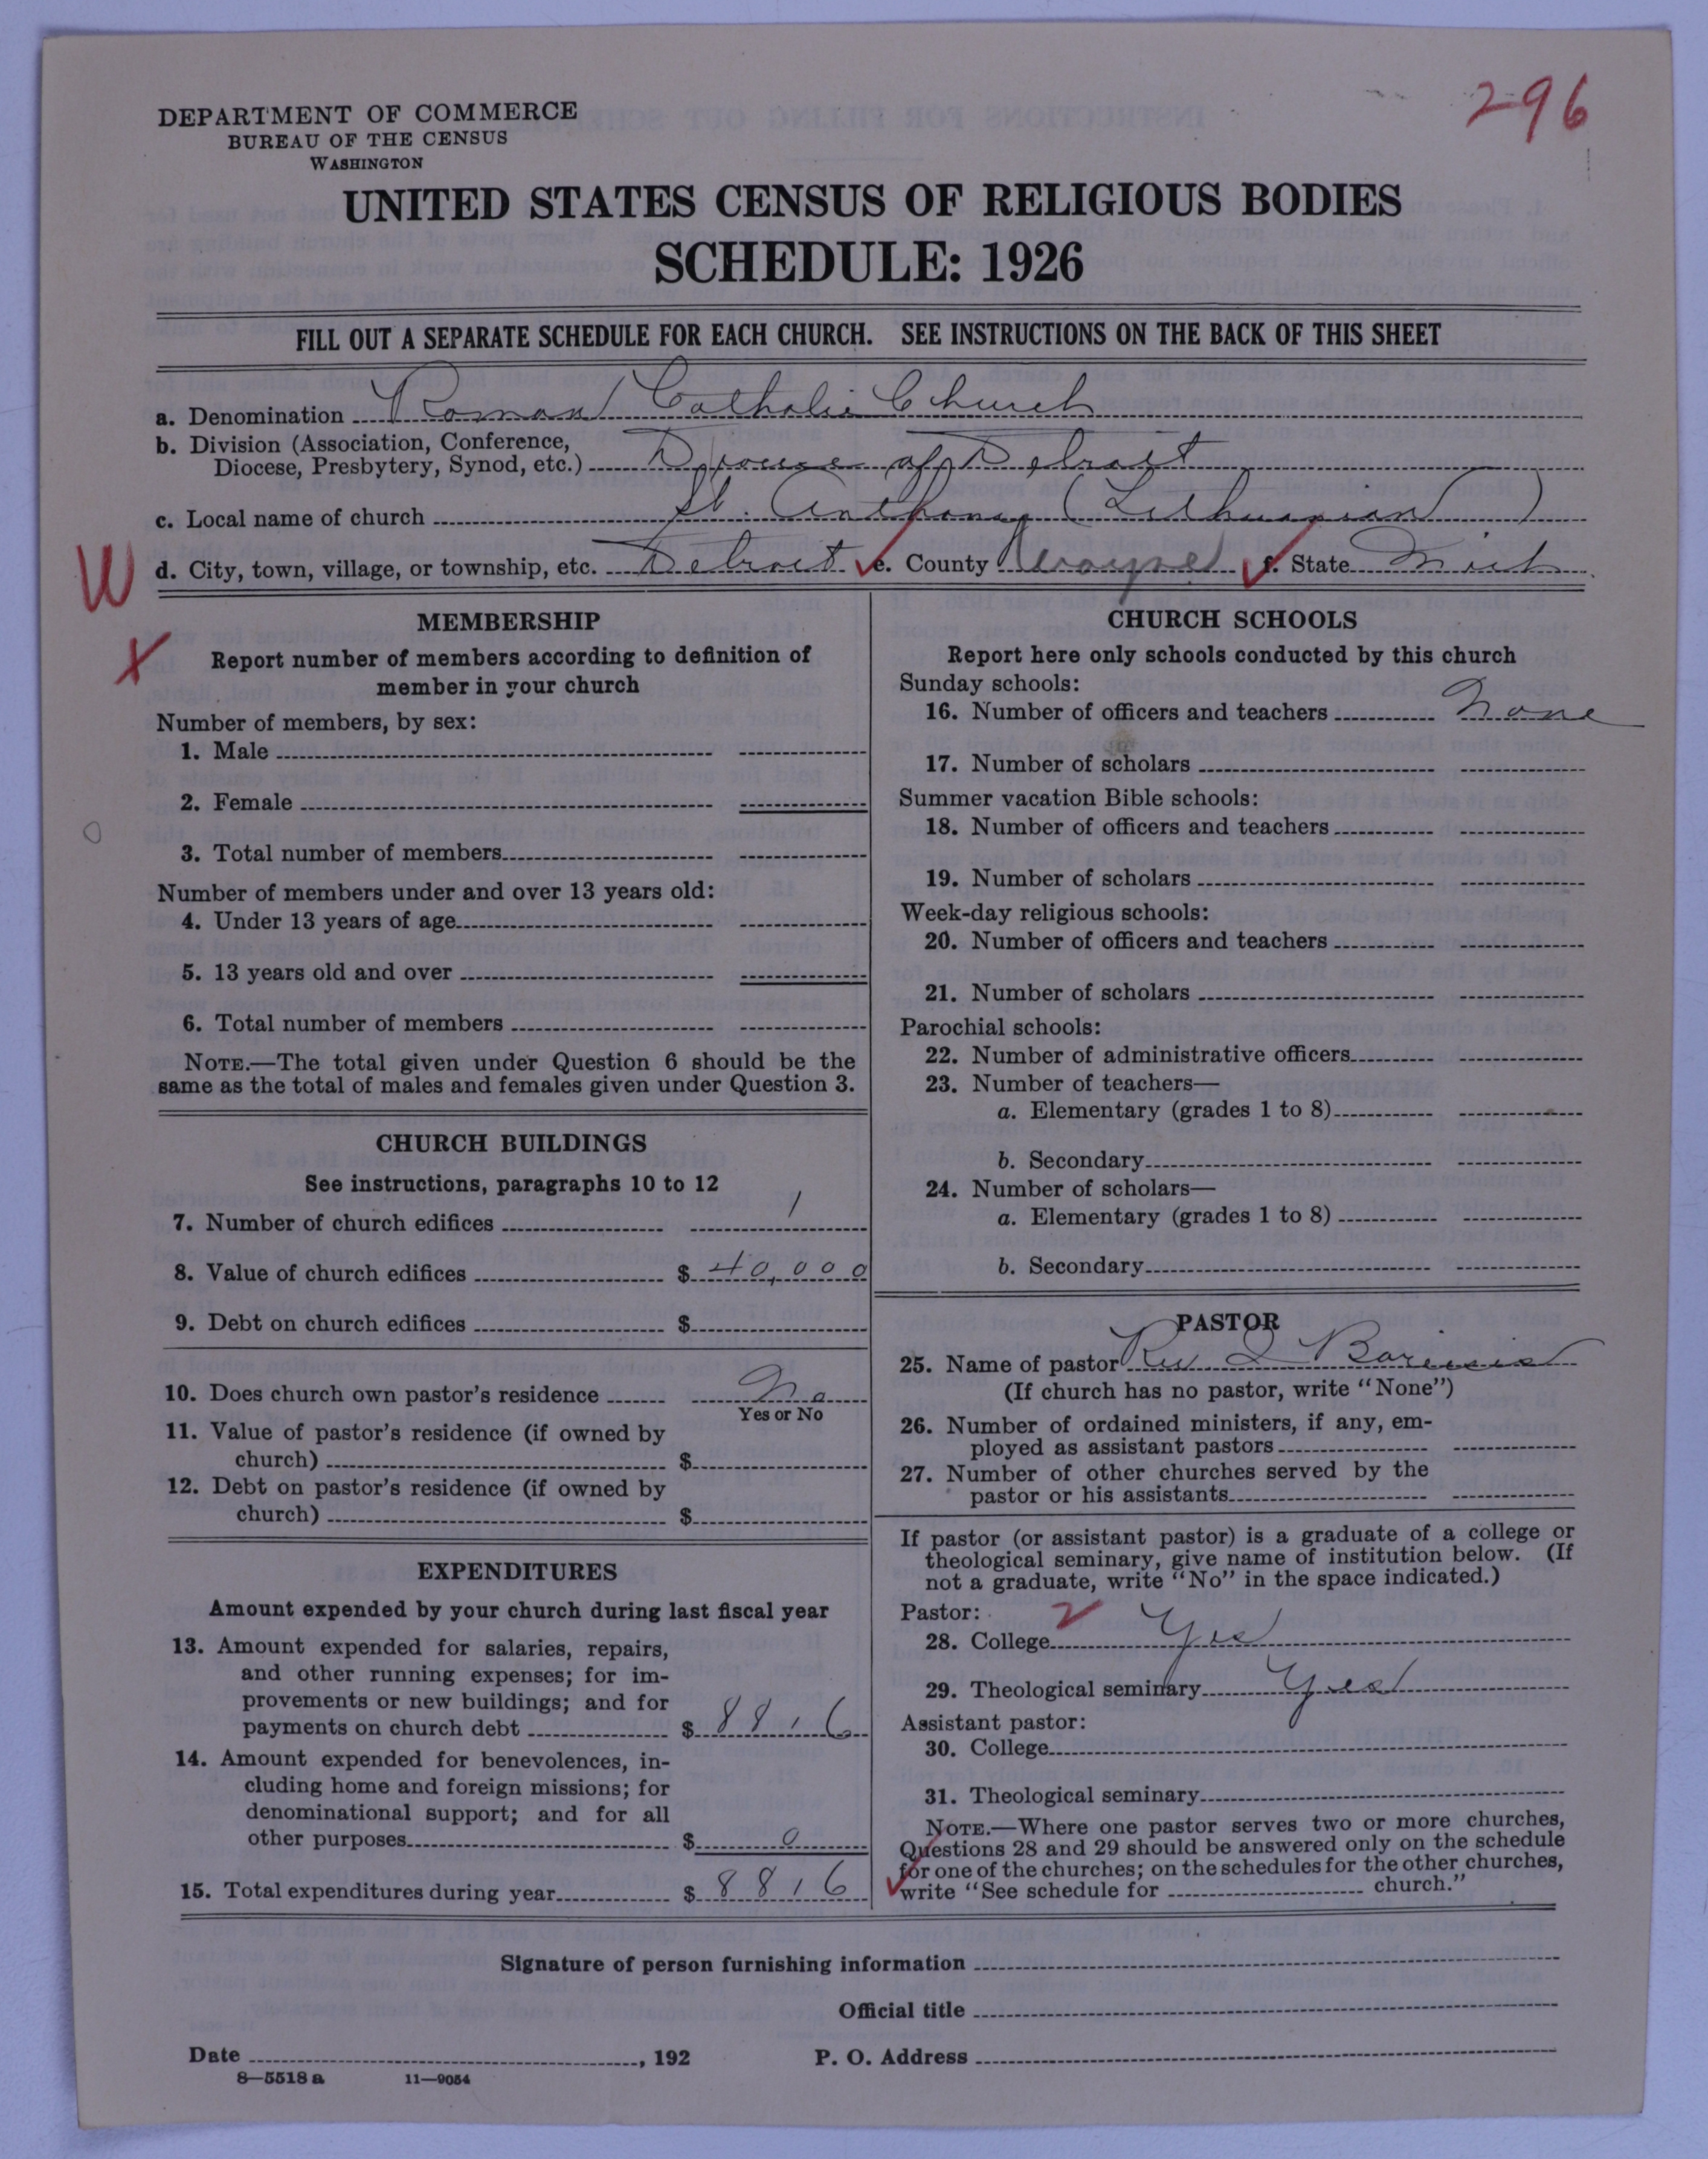 296
DEPARTMENT OF COMMERCE
BUREAU OF THE CENSUS
WASHINGTON
UNITED STATES CENSUS OF RELIGIOUS BODIES
SCHEDULE: 1926
FILL OUT A SEPARATE SCHEDULE FOR EACH CHURCH. SEE INSTRUCTIONS ON THE BACK OF THIS SHEET
a. Denomination Roman Catholic Church
b. Division (Association, Conference,
Diocese, Presbytery, Synod, etc.) Diocese of Detroit
c. Local name of church St. Anthony (Lithuanian)
W d. City, town, village, or township, etc. Detroit e. County Wayne f. State Mich
X
MEMBERSHIP
Report number of members according to definition of
member in your church
Number of members, by sex:
1. Male
2. Female
3. Total number of members
Number of members under and over 13 years old:
4. Under 13 years of age
5. 13 years old and over
6. Total number of members
NOTE.—The total given under Question 6 should be the
same as the total of males and females given under Question 3.
CHURCH BUILDINGS
See instructions, paragraphs 10 to 12
7. Number of church edifices 1
8. Value of church edifices $ 40,000
9. Debt on church edifices $
10. Does church own pastor's residence No
Yes or No
11. Value of pastor's residence (if owned by
church) $
12. Debt on pastor's residence (if owned by
church) $
EXPENDITURES
Amount expended by your church during last fiscal year
13. Amount expended for salaries, repairs,
and other running expenses; for im-
provements or new buildings; and for
payments on church debt $ 8816
14. Amount expended for benevolences, in-
cluding home and foreign missions; for
denominational support; and for all
other purposes $ 0
15. Total expenditures during year $ 8816
CHURCH SCHOOLS
Report here only schools conducted by this church
Sunday schools:
16. Number of officers and teachers None
17. Number of scholars
Summer vacation Bible schools:
18. Number of officers and teachers
19. Number of scholars
Week-day religious schools:
20. Number of officers and teachers
21. Number of scholars
Parochial schools:
22. Number of administrative officers
23. Number of teachers—
a. Elementary (grades 1 to 8)
b. Secondary
24. Number of scholars—
a. Elementary (grades 1 to 8)
b. Secondary
PASTOR
25. Name of pastor Rev
(If church has no pastor, write "None")
26. Number of ordained ministers, if any, em-
ployed as assistant pastors
27. Number of other churches served by the
pastor or his assistants
If pastor (or assistant pastor) is a graduate of a college or
theological seminary, give name of institution below. (If
not a graduate, write "No" in the space indicated.)
Pastor: 2
28. College Yes
29. Theological seminary Yes
Assistant pastor:
30. College
31. Theological seminary
NOTE.—Where one pastor serves two or more churches,
Questions 28 and 29 should be answered only on the schedule
for one of the churches; on the schedules for the other churches,
write "See schedule for church."
Signature of person furnishing information
Official title
Date , 192 P. O. Address
8—5518 a 11—9054